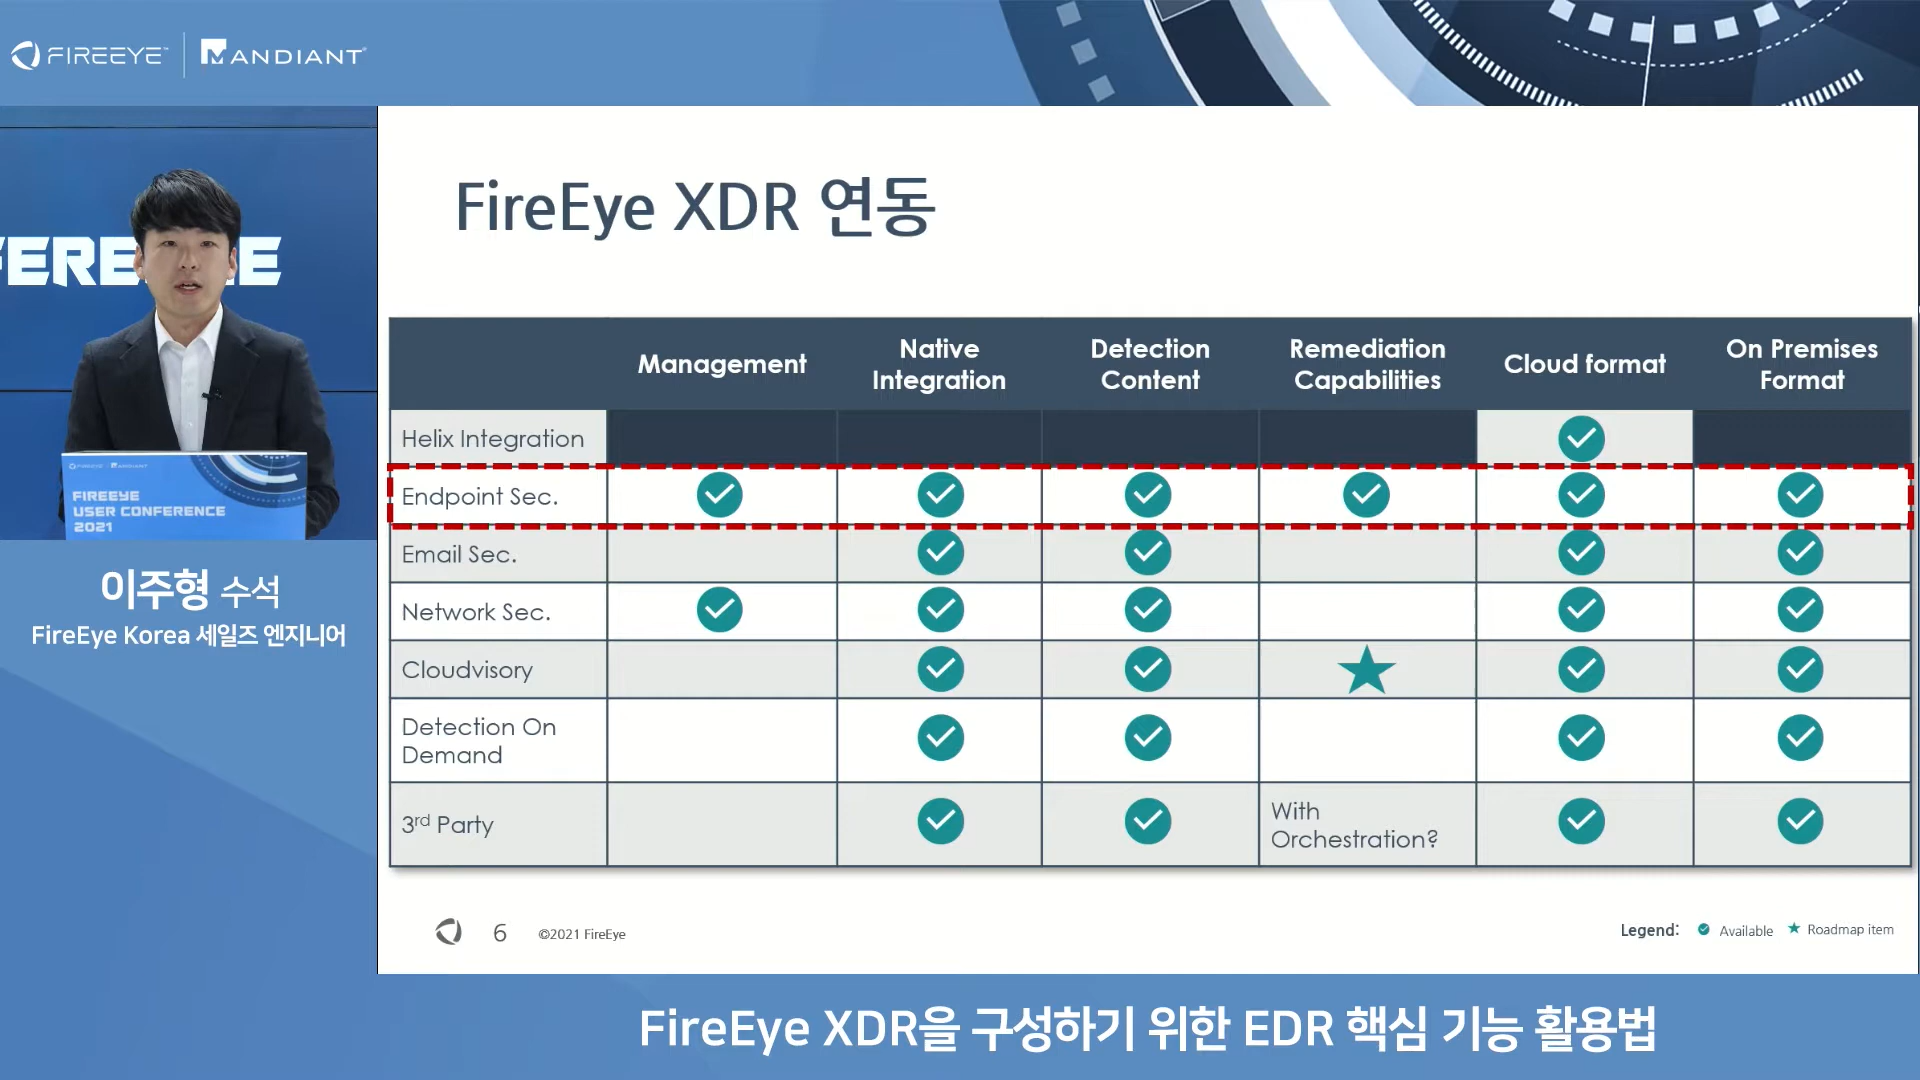 FIREEYE™ MANDIANT®
FERE E
FIREEYE MANDIANT
FIREEYE
USER CONFERENCE
2021
이주형 수석
FireEye Korea 세일즈 엔지니어
FireEye XDR 연동
Management
Native Integration
Detection Content
Remediation Capabilities
Cloud format
On Premises Format
Helix Integration
Endpoint Sec.
Email Sec.
Network Sec.
Cloudvisory
Detection On
Demand
3rd Party
With
Orchestration?
6 ©2021 FireEye
Legend: Available Roadmap item
FireEye XDR을 구성하기 위한 EDR 핵심 기능 활용법